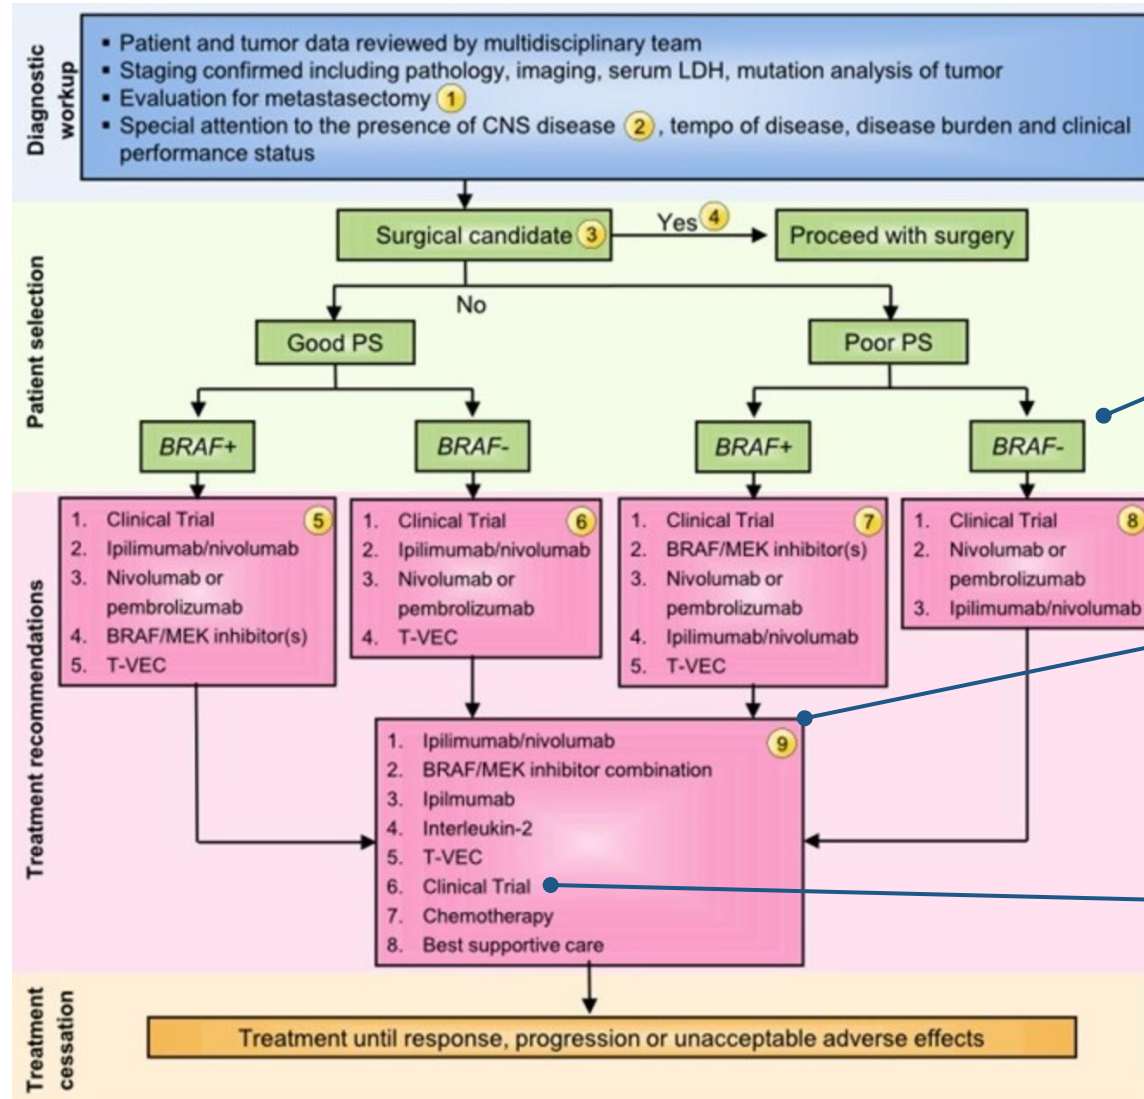 Diagnostic
workup
▪ Patient and tumor data reviewed by multidisciplinary team
▪ Staging confirmed including pathology, imaging, serum LDH, mutation analysis of tumor
▪ Evaluation for metastasectomy 1
▪ Special attention to the presence of CNS disease 2 , tempo of disease, disease burden and clinical
performance status
Patient selection
Surgical candidate 3
Yes 4
Proceed with surgery
No
Good PS
Poor PS
BRAF+
BRAF-
BRAF+
BRAF-
Treatment recommendations
5
1. Clinical Trial
2. Ipilimumab/nivolumab
3. Nivolumab or
pembrolizumab
4. BRAF/MEK inhibitor(s)
5. T-VEC
6
1. Clinical Trial
2. Ipilimumab/nivolumab
3. Nivolumab or
pembrolizumab
4. T-VEC
7
1. Clinical Trial
2. BRAF/MEK inhibitor(s)
3. Nivolumab or
pembrolizumab
4. Ipilimumab/nivolumab
5. T-VEC
8
1. Clinical Trial
2. Nivolumab or
pembrolizumab
3. Ipilimumab/nivolumab
9
1. Ipilimumab/nivolumab
2. BRAF/MEK inhibitor combination
3. Ipilmumab
4. Interleukin-2
5. T-VEC
6. Clinical Trial
7. Chemotherapy
8. Best supportive care
Treatment
cessation
Treatment until response, progression or unacceptable adverse effects